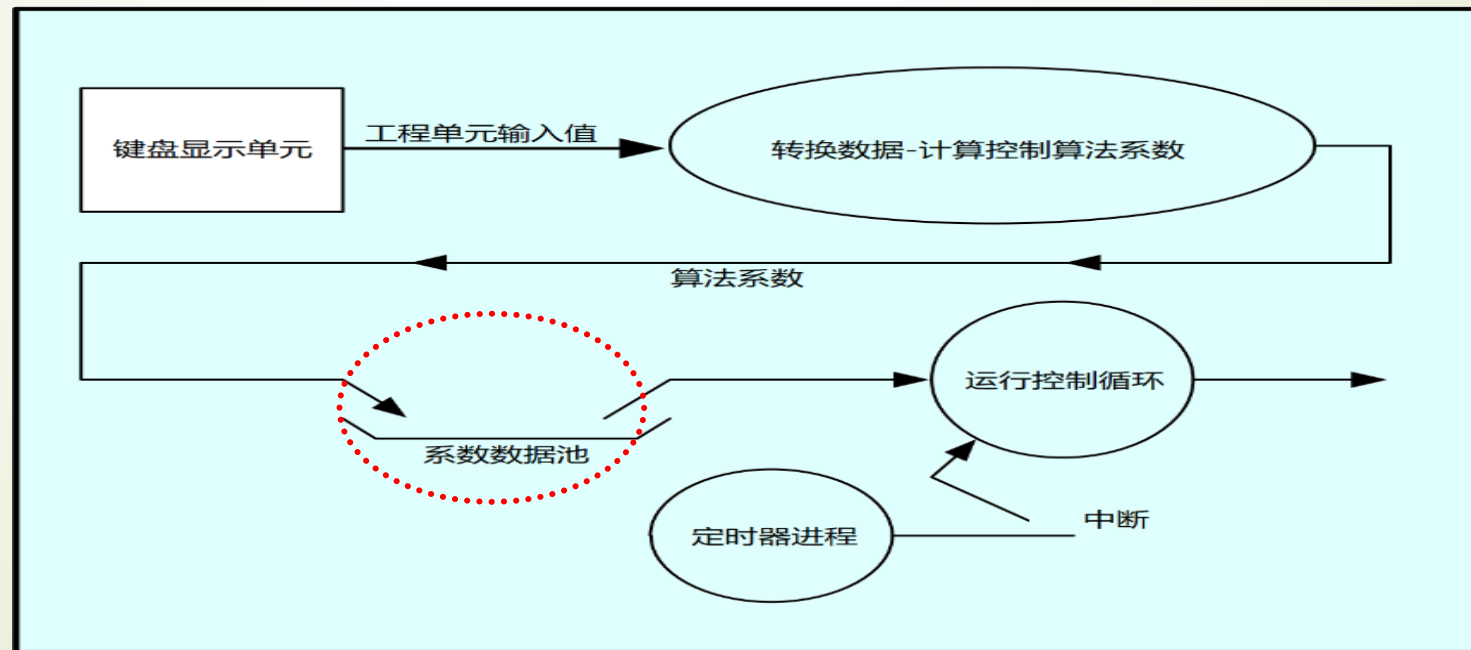 键盘显示单元
工程单元输入值
转换数据-计算控制算法系数
算法系数
运行控制循环
系数数据池
中断
定时器进程